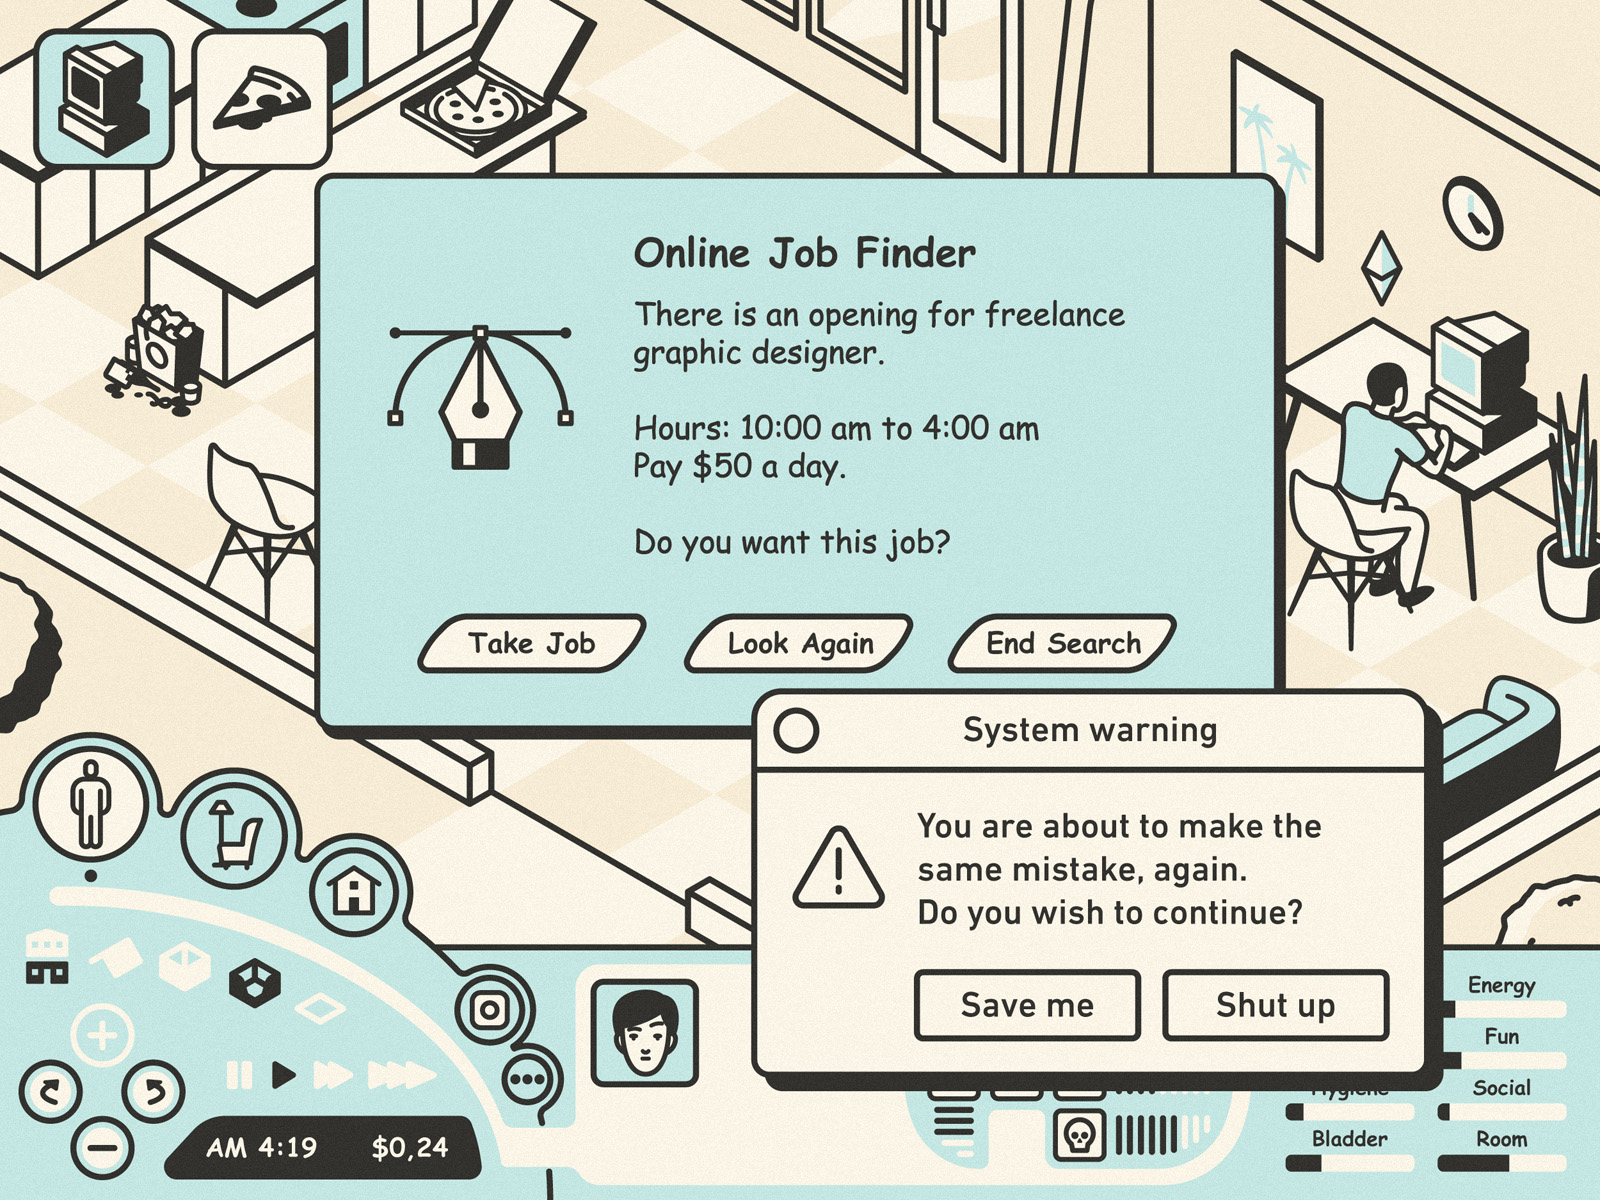 Online Job Finder
There is an opening for freelance
graphic designer.
Hours: 10:00 am to 4:00 am
Pay $50 a day.
Do you want this job?
Take Job
Look Again
End Search
System warning
You are about to make the
same mistake, again.
Do you wish to continue?
Save me
Shut up
Energy
Fun
Hygiene
Social
Bladder
Room
AM 4:19
$0,24